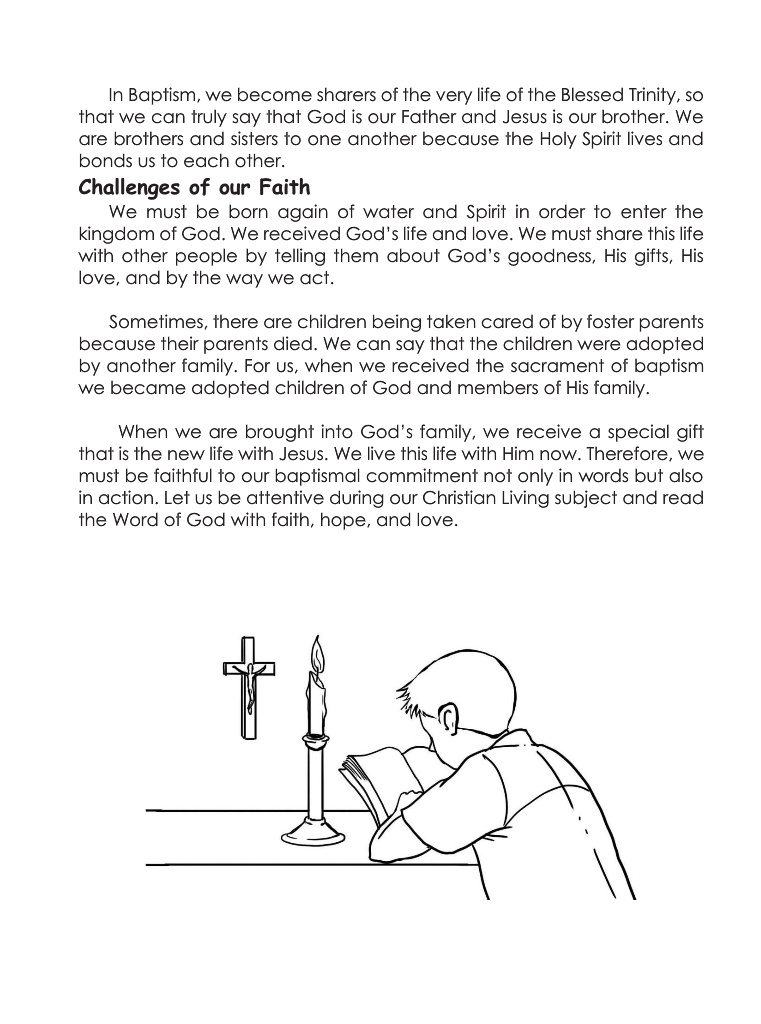 In Baptism, we become sharers of the very life of the Blessed Trinity, so
that we can truly say that God is our Father and Jesus is our brother. We
are brothers and sisters to one another because the Holy Spirit lives and
bonds us to each other.
Challenges of our Faith
We must be born again of water and Spirit in order to enter the
kingdom of God. We received God’s life and love. We must share this life
with other people by telling them about God’s goodness, His gifts, His
love, and by the way we act.
Sometimes, there are children being taken cared of by foster parents
because their parents died. We can say that the children were adopted
by another family. For us, when we received the sacrament of baptism
we became adopted children of God and members of His family.
When we are brought into God’s family, we receive a special gift
that is the new life with Jesus. We live this life with Him now. Therefore, we
must be faithful to our baptismal commitment not only in words but also
in action. Let us be attentive during our Christian Living subject and read
the Word of God with faith, hope, and love.